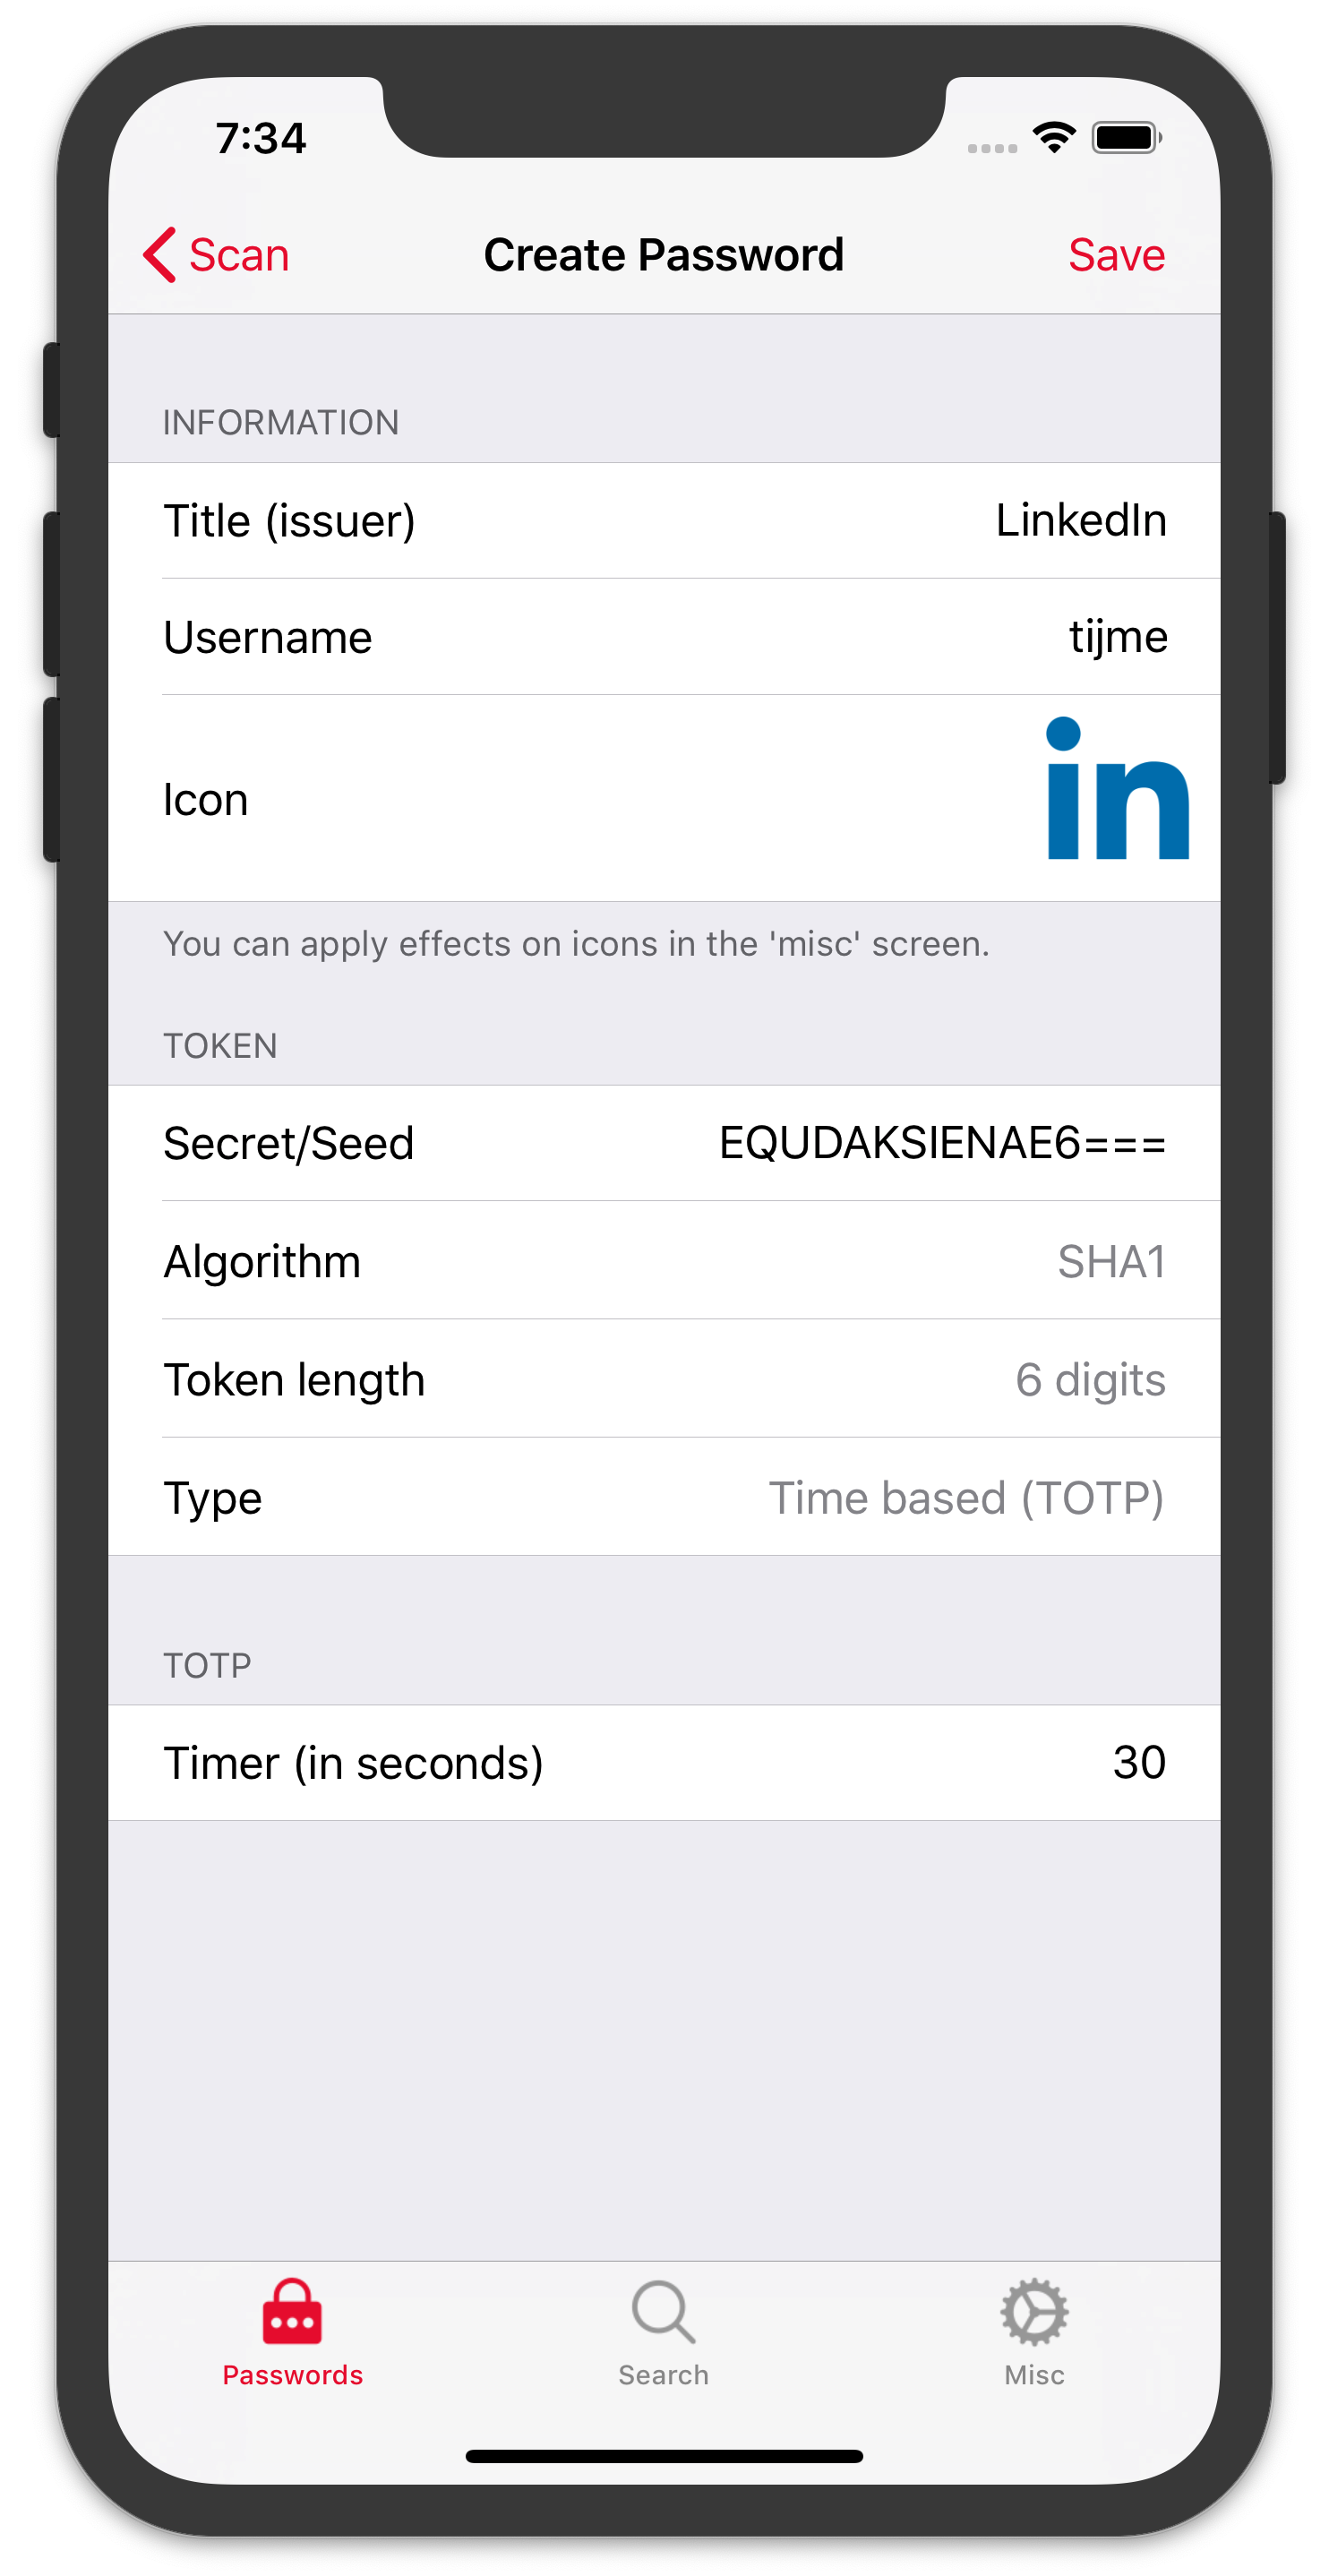 7:34
Scan Create Password Save
INFORMATION
Title (issuer) LinkedIn
Username tijme
Icon in
You can apply effects on icons in the 'misc' screen.
TOKEN
Secret/Seed EQUDAKSIENAE6===
Algorithm SHA1
Token length 6 digits
Type Time based (TOTP)
TOTP
Timer (in seconds) 30
Passwords Search Misc